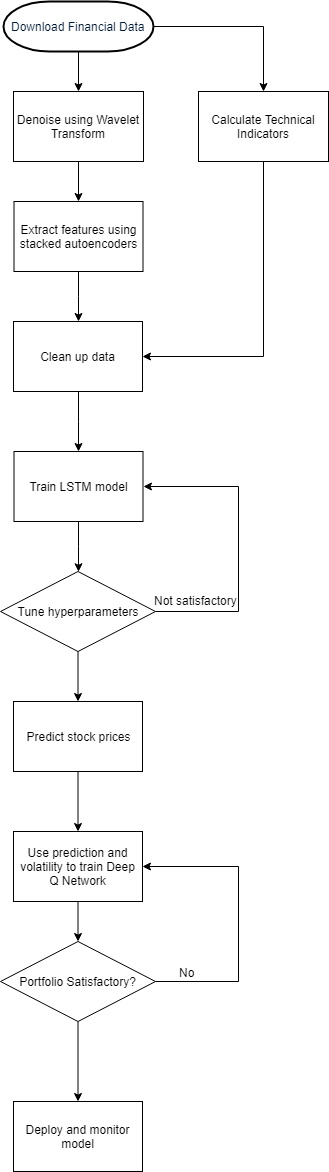 Download Financial Data
Denoise using Wavelet
Transform
Calculate Technical
Indicators
Extract features using
stacked autoencoders
Clean up data
Train LSTM model
Not satisfactory
Tune hyperparameters
Predict stock prices
Use prediction and
volatility to train Deep
Q Network
No
Portfolio Satisfactory?
Deploy and monitor
model